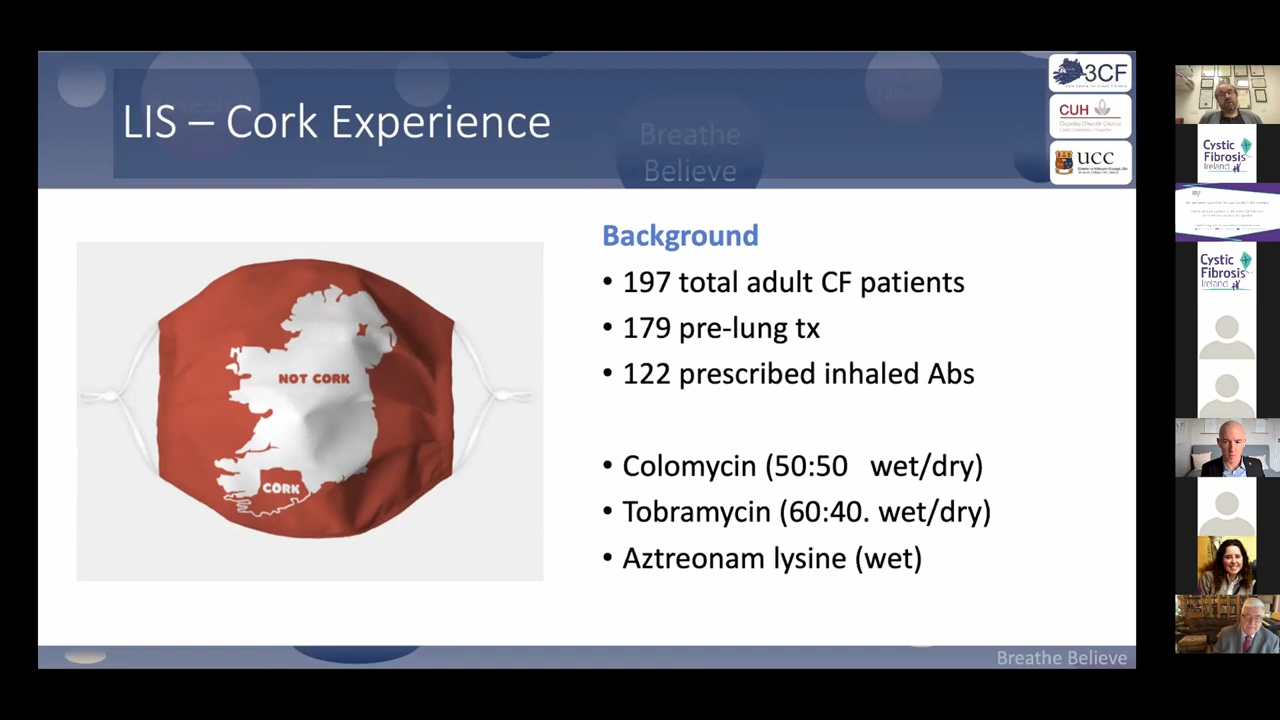 LIS – Cork Experience
Breathe
Believe
3CF
CUH
UCC
NOT CORK
CORK
Background
• 197 total adult CF patients
• 179 pre-lung tx
• 122 prescribed inhaled Abs
• Colomycin (50:50 wet/dry)
• Tobramycin (60:40. wet/dry)
• Aztreonam lysine (wet)
Breathe Believe
Cystic
Fibrosis
Ireland
Cystic
Fibrosis
Ireland